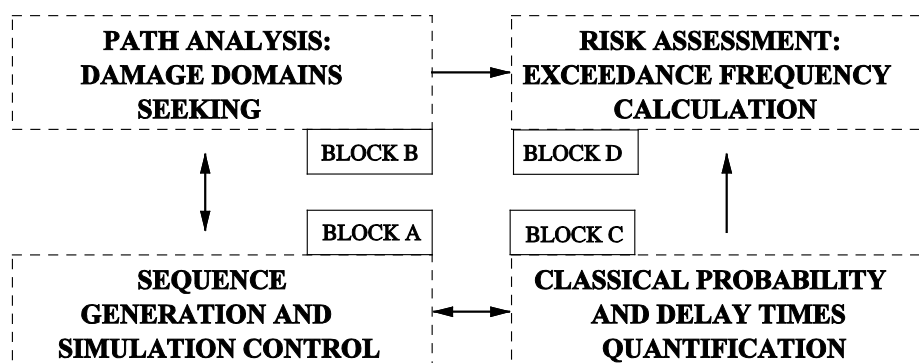 PATH ANALYSIS:
DAMAGE DOMAINS
SEEKING
BLOCK B
RISK ASSESSMENT:
EXCEEDANCE FREQUENCY
CALCULATION
BLOCK D
BLOCK A
SEQUENCE
GENERATION AND
SIMULATION CONTROL
BLOCK C
CLASSICAL PROBABILITY
AND DELAY TIMES
QUANTIFICATION